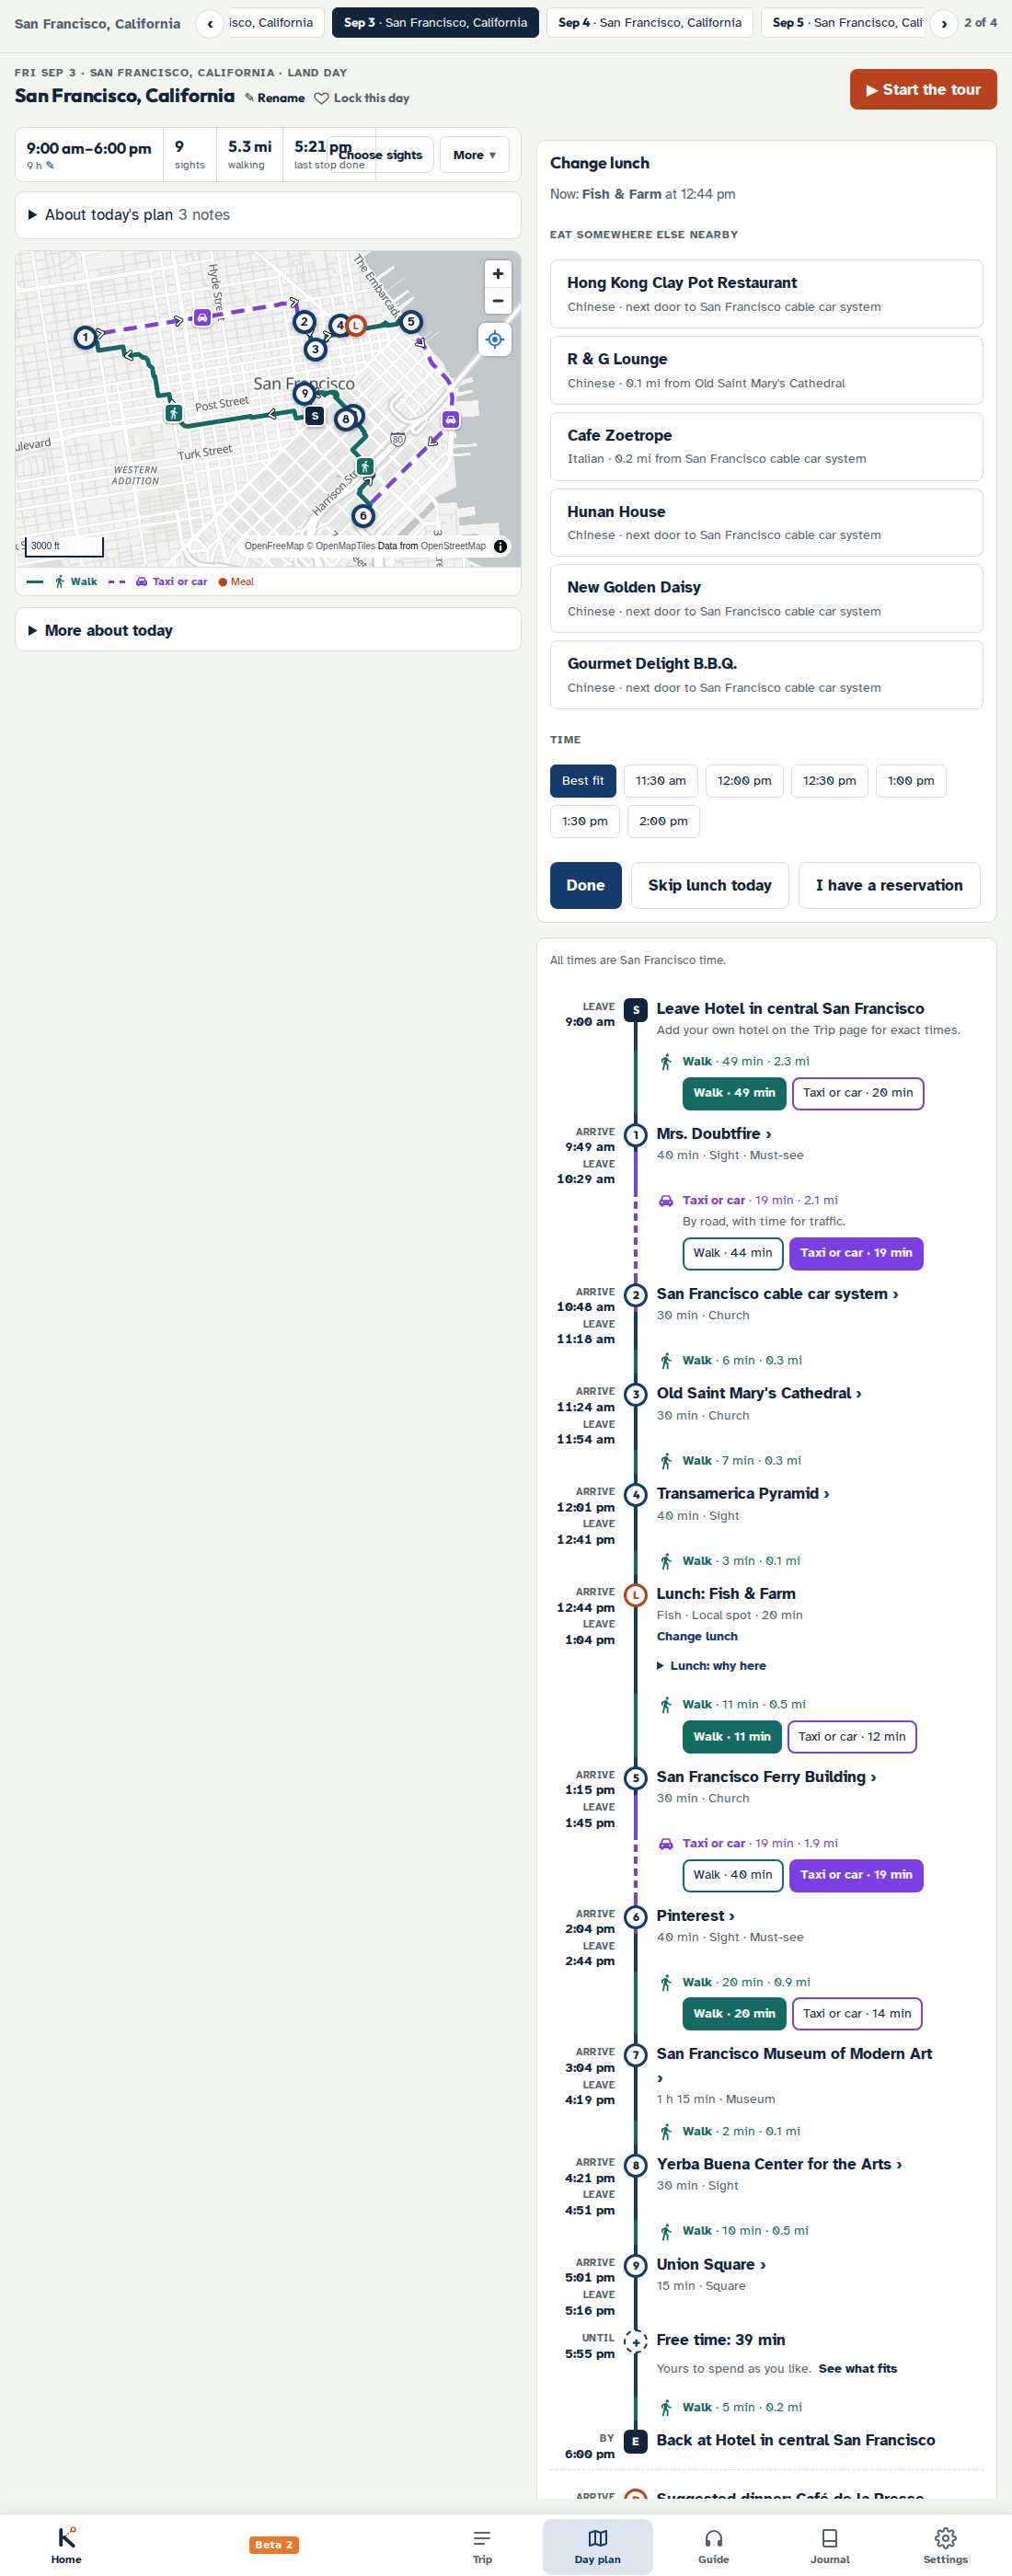 San Francisco, California
‹
isco, California
Sep 3 · San Francisco, California
Sep 4 · San Francisco, California
Sep 5 · San Francisco, Cali
›
2 of 4
FRI SEP 3 · SAN FRANCISCO, CALIFORNIA · LAND DAY
San Francisco, California
✎ Rename
Lock this day
▶ Start the tour
9:00 am–6:00 pm
9 h ✎
9
sights
5.3 mi
walking
5:21 pm
last stop done
Choose sights
More ▾
▶ About today's plan 3 notes
Hyde Street
The Embarcad
San Francisco
Post Street
Turk Street
ulevard
WESTERN
ADDITION
Harrison Str
80
1
2
3
4
L
5
9
S
8
6
+
−
3000 ft
OpenFreeMap © OpenMapTiles Data from OpenStreetMap
Walk
Taxi or car
Meal
▶ More about today
Change lunch
Now: Fish & Farm at 12:44 pm
EAT SOMEWHERE ELSE NEARBY
Hong Kong Clay Pot Restaurant
Chinese · next door to San Francisco cable car system
R & G Lounge
Chinese · 0.1 mi from Old Saint Mary's Cathedral
Cafe Zoetrope
Italian · 0.2 mi from San Francisco cable car system
Hunan House
Chinese · next door to San Francisco cable car system
New Golden Daisy
Chinese · next door to San Francisco cable car system
Gourmet Delight B.B.Q.
Chinese · next door to San Francisco cable car system
TIME
Best fit
11:30 am
12:00 pm
12:30 pm
1:00 pm
1:30 pm
2:00 pm
Done
Skip lunch today
I have a reservation
All times are San Francisco time.
LEAVE
9:00 am
S
Leave Hotel in central San Francisco
Add your own hotel on the Trip page for exact times.
Walk · 49 min · 2.3 mi
Walk · 49 min
Taxi or car · 20 min
ARRIVE
9:49 am
LEAVE
10:29 am
1
Mrs. Doubtfire ›
40 min · Sight · Must-see
Taxi or car · 19 min · 2.1 mi
By road, with time for traffic.
Walk · 44 min
Taxi or car · 19 min
ARRIVE
10:48 am
LEAVE
11:18 am
2
San Francisco cable car system ›
30 min · Church
Walk · 6 min · 0.3 mi
ARRIVE
11:24 am
LEAVE
11:54 am
3
Old Saint Mary's Cathedral ›
30 min · Church
Walk · 7 min · 0.3 mi
ARRIVE
12:01 pm
LEAVE
12:41 pm
4
Transamerica Pyramid ›
40 min · Sight
Walk · 3 min · 0.1 mi
ARRIVE
12:44 pm
LEAVE
1:04 pm
L
Lunch: Fish & Farm
Fish · Local spot · 20 min
Change lunch
▶ Lunch: why here
Walk · 11 min · 0.5 mi
Walk · 11 min
Taxi or car · 12 min
ARRIVE
1:15 pm
LEAVE
1:45 pm
5
San Francisco Ferry Building ›
30 min · Church
Taxi or car · 19 min · 1.9 mi
Walk · 40 min
Taxi or car · 19 min
ARRIVE
2:04 pm
LEAVE
2:44 pm
6
Pinterest ›
40 min · Sight · Must-see
Walk · 20 min · 0.9 mi
Walk · 20 min
Taxi or car · 14 min
ARRIVE
3:04 pm
LEAVE
4:19 pm
7
San Francisco Museum of Modern Art
›
1 h 15 min · Museum
Walk · 2 min · 0.1 mi
ARRIVE
4:21 pm
LEAVE
4:51 pm
8
Yerba Buena Center for the Arts ›
30 min · Sight
Walk · 10 min · 0.5 mi
ARRIVE
5:01 pm
LEAVE
5:16 pm
9
Union Square ›
15 min · Square
UNTIL
5:55 pm
+
Free time: 39 min
Yours to spend as you like. See what fits
Walk · 5 min · 0.2 mi
BY
6:00 pm
E
Back at Hotel in central San Francisco
ARRIVE
Suggested dinner: Café de la Presse
Home
Beta 2
Trip
Day plan
Guide
Journal
Settings